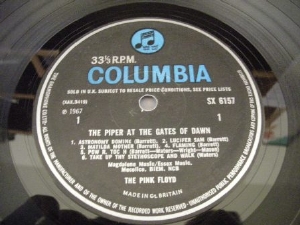 33⅓ R.P.M.
COLUMBIA
SOLD IN U.K. SUBJECT TO RESALE PRICE CONDITIONS, SEE PRICE LISTS
(XAX.3419)
SX 6157
℗ 1967
1
1
THE PIPER AT THE GATES OF DAWN
1. ASTRONOMY DOMINE (Barrett), 2. LUCIFER SAM (Barrett)
3. MATILDA MOTHER (Barrett), 4. FLAMING (Barrett)
5. POW R. TOC H (Barrett—Waters—Wright—Mason)
6. TAKE UP THY STETHOSCOPE AND WALK (Waters)
Magdalene Music/Essex Music.
BIEM, NCB
THE PINK FLOYD
MADE IN GT. BRITAIN